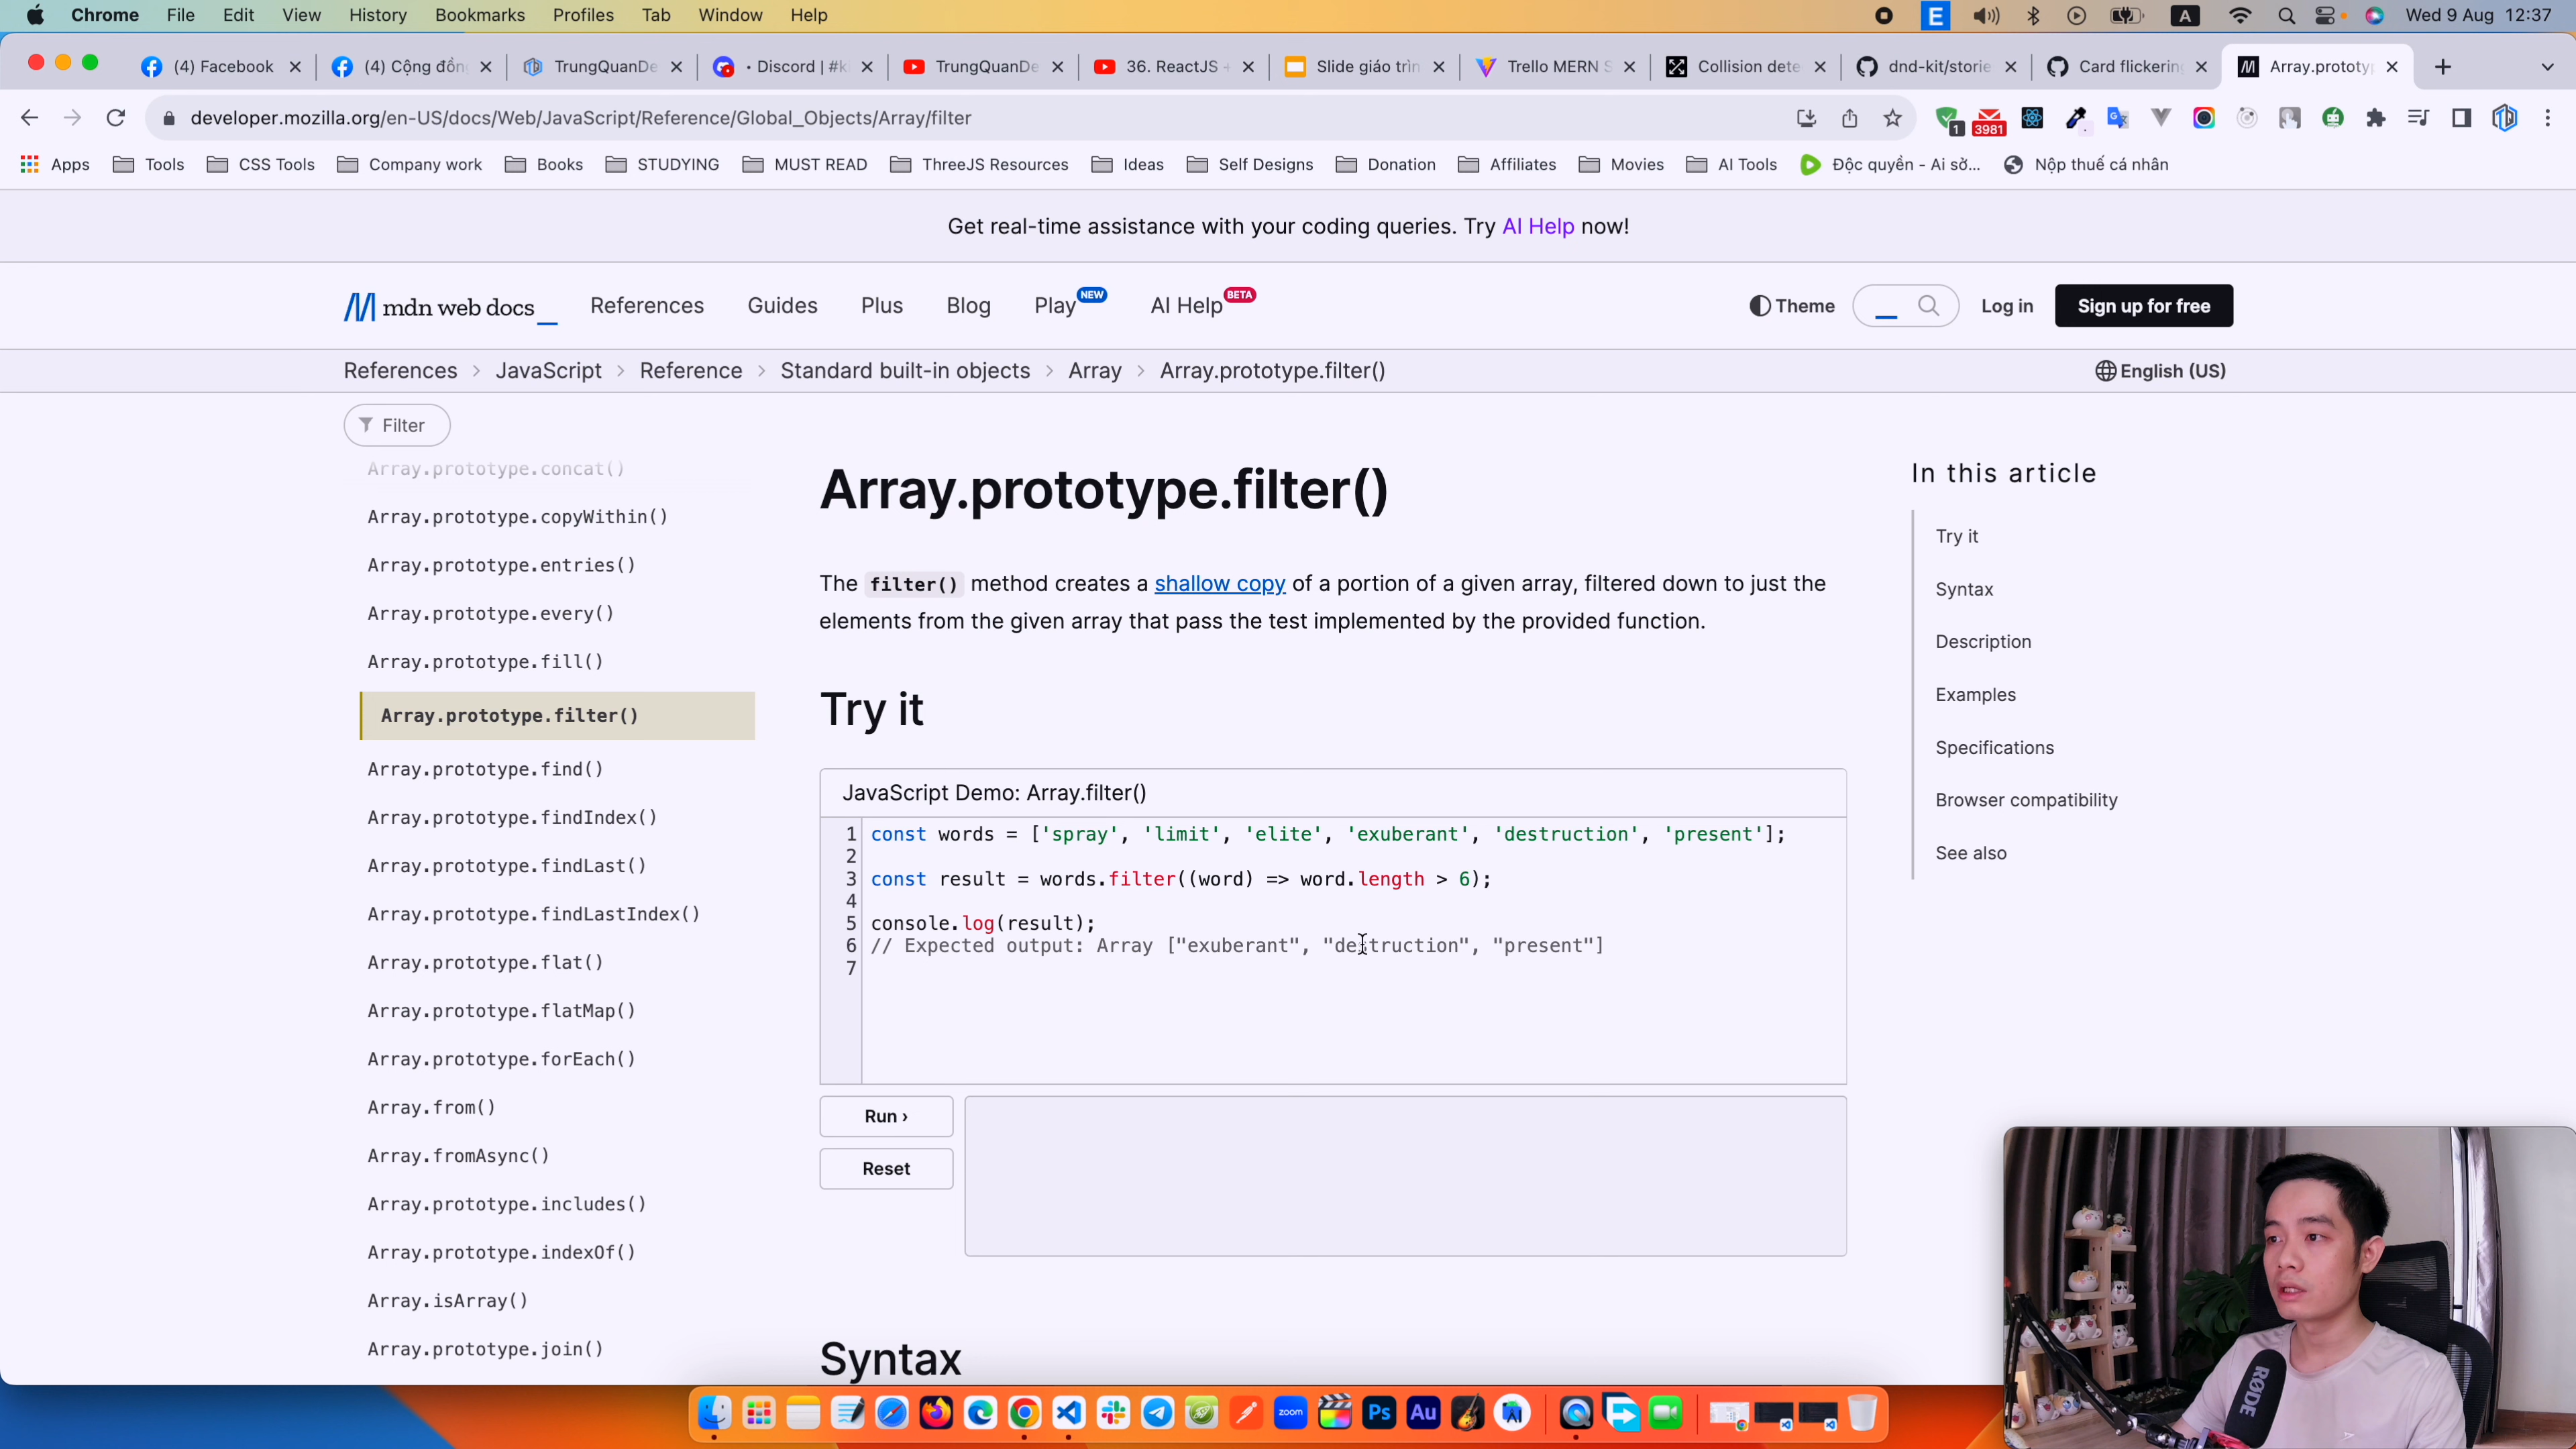 Chrome File Edit View History Bookmarks Profiles Tab Window Help
E A Wed 9 Aug 12:37
(4) Facebook
(4) Cộng đồn
TrungQuanDe
• Discord | #k
TrungQuanDe
36. ReactJS
Slide giáo trìn
Trello MERN S
Collision dete
dnd-kit/storie
Card flickerin
Array.prototyp
developer.mozilla.org/en-US/docs/Web/JavaScript/Reference/Global_Objects/Array/filter
1 3981
Apps Tools CSS Tools Company work Books STUDYING MUST READ ThreeJS Resources Ideas Self Designs Donation Affiliates Movies AI Tools Độc quyền - Ai sở... Nộp thuế cá nhân
Get real-time assistance with your coding queries. Try AI Help now!
mdn web docs_ References Guides Plus Blog Play NEW AI Help BETA Theme Log in Sign up for free
References > JavaScript > Reference > Standard built-in objects > Array > Array.prototype.filter() English (US)
Filter
Array.prototype.concat()
Array.prototype.copyWithin()
Array.prototype.entries()
Array.prototype.every()
Array.prototype.fill()
Array.prototype.filter()
Array.prototype.find()
Array.prototype.findIndex()
Array.prototype.findLast()
Array.prototype.findLastIndex()
Array.prototype.flat()
Array.prototype.flatMap()
Array.prototype.forEach()
Array.from()
Array.fromAsync()
Array.prototype.includes()
Array.prototype.indexOf()
Array.isArray()
Array.prototype.join()
Array.prototype.filter()
The filter() method creates a shallow copy of a portion of a given array, filtered down to just the
elements from the given array that pass the test implemented by the provided function.
Try it
JavaScript Demo: Array.filter()
1 const words = ['spray', 'limit', 'elite', 'exuberant', 'destruction', 'present'];
2
3 const result = words.filter((word) => word.length > 6);
4
5 console.log(result);
6 // Expected output: Array ["exuberant", "destruction", "present"]
7
Run ›
Reset
Syntax
In this article
Try it
Syntax
Description
Examples
Specifications
Browser compatibility
See also
RØDE
zoom Ps Au